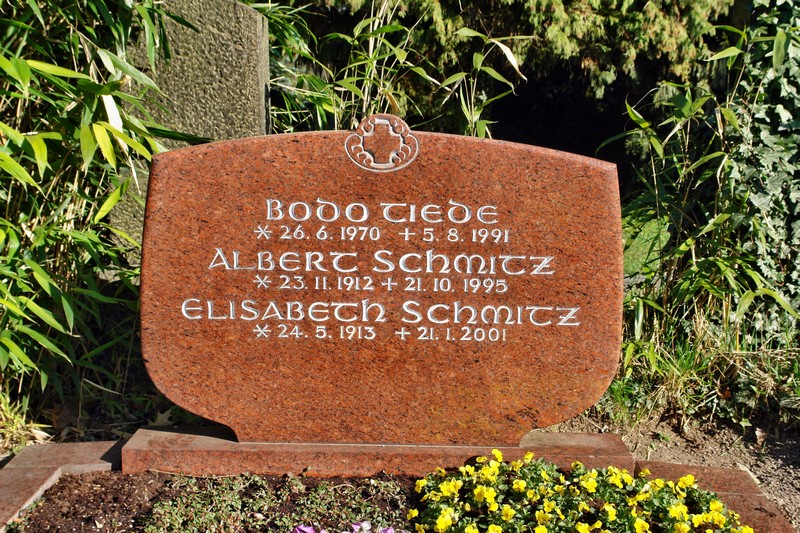 Bodo Tiede
* 26. 6. 1970 + 5. 8. 1991
Albert Schmitz
* 23. 11. 1912 + 21. 10. 1995
Elisabeth Schmitz
* 24. 5. 1913 + 21. 1. 2001